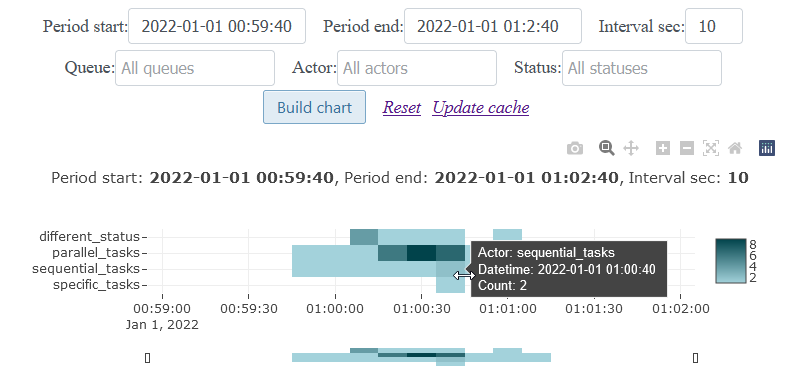 Period start: 2022-01-01 00:59:40 Period end: 2022-01-01 01:2:40 Interval sec: 10
Queue: All queues Actor: All actors Status: All statuses
Build chart Reset Update cache
Period start: 2022-01-01 00:59:40, Period end: 2022-01-01 01:02:40, Interval sec: 10
different_status
parallel_tasks
sequential_tasks
specific_tasks
Actor: sequential_tasks
Datetime: 2022-01-01 01:00:40
Count: 2
8
6
4
2
00:59:00 00:59:30 01:00:00 01:00:30 01:01:00 01:01:30 01:02:00
Jan 1, 2022